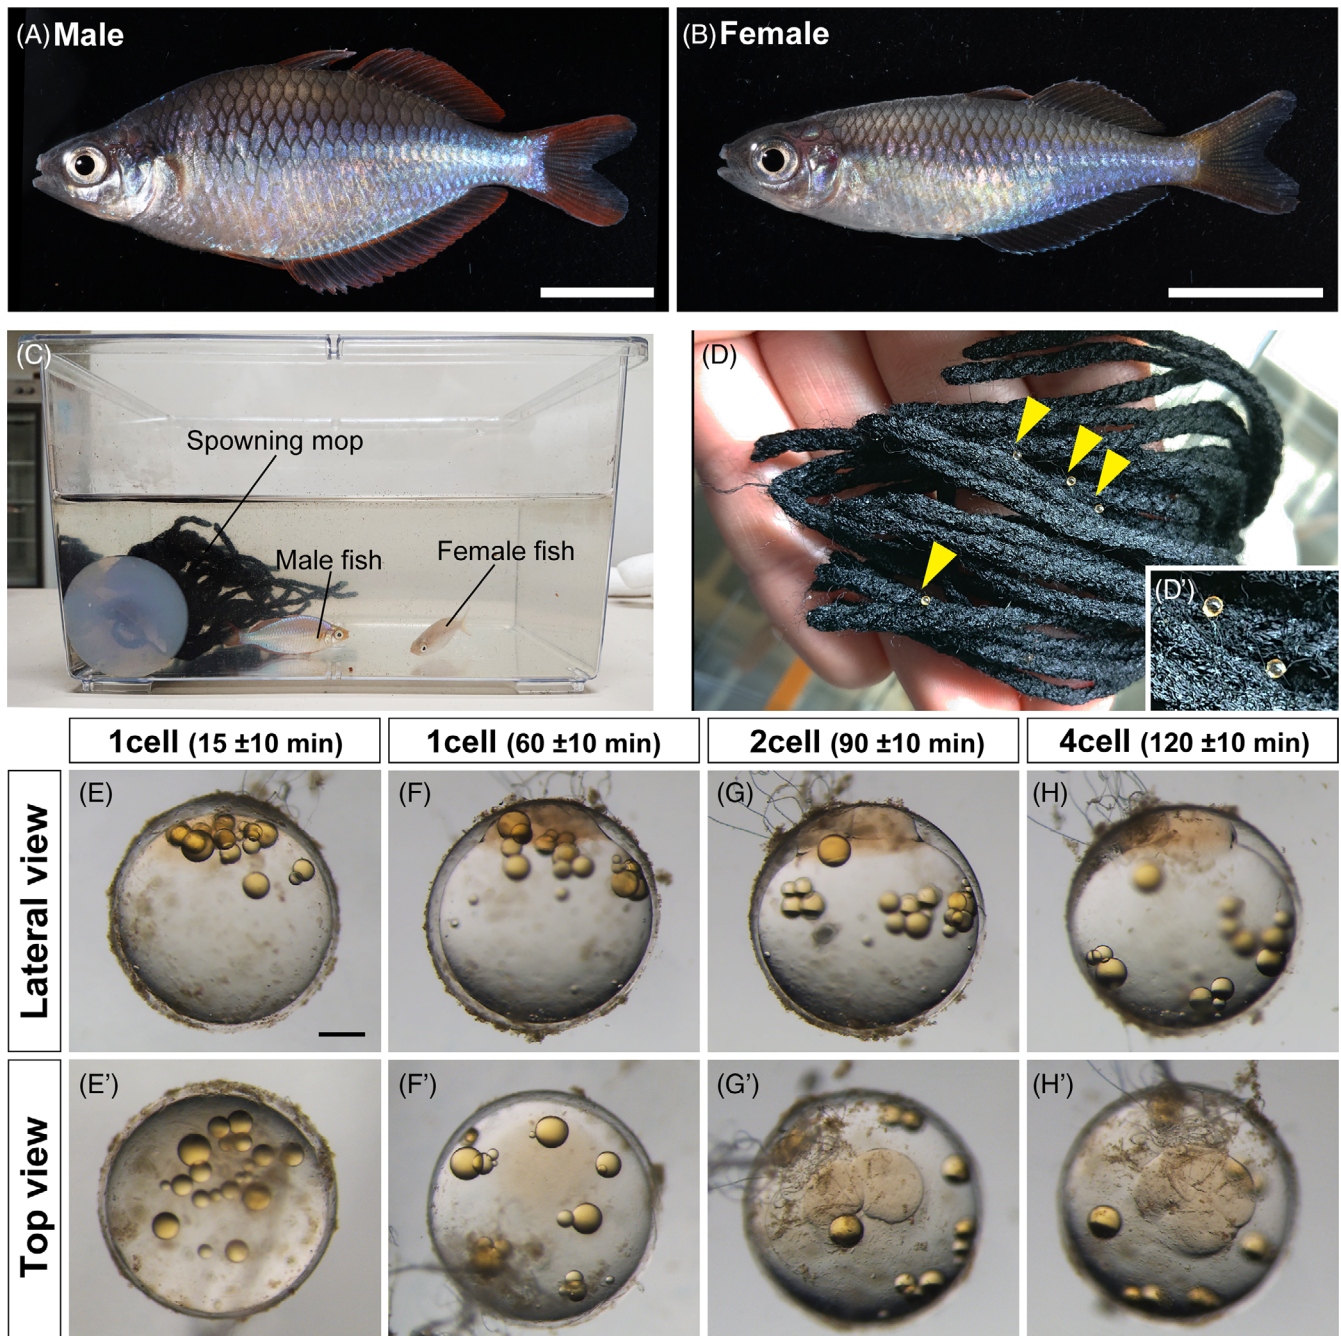 (A) Male
(B) Female
(C)
Spowning mop
Male fish
Female fish
(D)
(D')
1cell (15 ±10 min)
1cell (60 ±10 min)
2cell (90 ±10 min)
4cell (120 ±10 min)
Lateral view
(E)
(F)
(G)
(H)
Top view
(E')
(F')
(G')
(H')